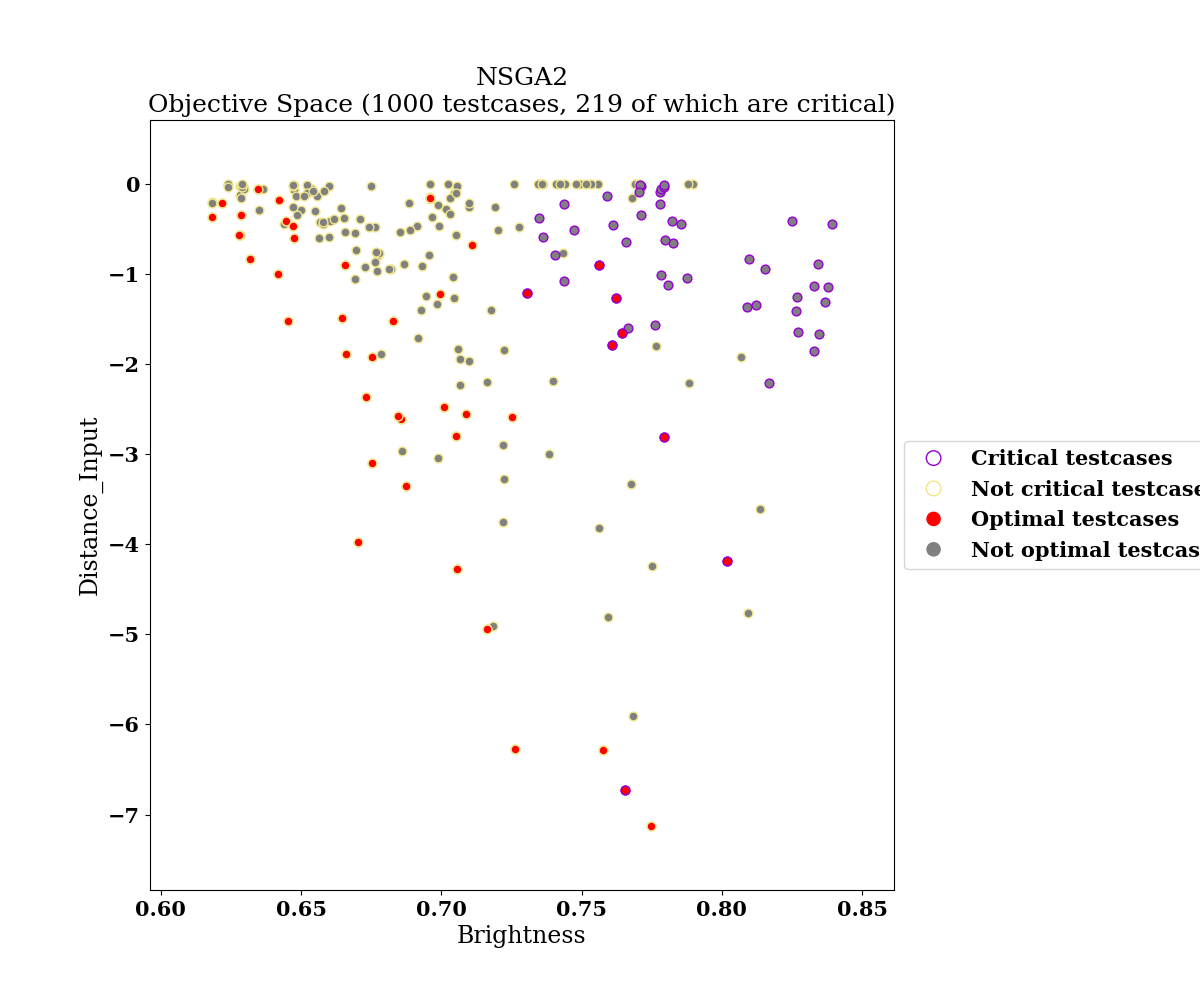 NSGA2
Objective Space (1000 testcases, 219 of which are critical)
0
−1
−2
−3
−4
−5
−6
−7
Distance_Input
0.60 0.65 0.70 0.75 0.80 0.85
Brightness
Critical testcases
Not critical testcase
Optimal testcases
Not optimal testcas